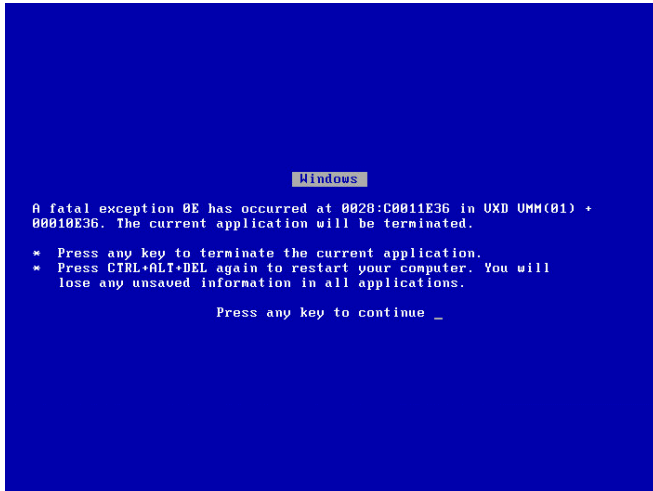 Windows
A fatal exception 0E has occurred at 0028:C0011E36 in VXD VMM(01) +
00010E36. The current application will be terminated.
* Press any key to terminate the current application.
* Press CTRL+ALT+DEL again to restart your computer. You will
lose any unsaved information in all applications.
Press any key to continue _